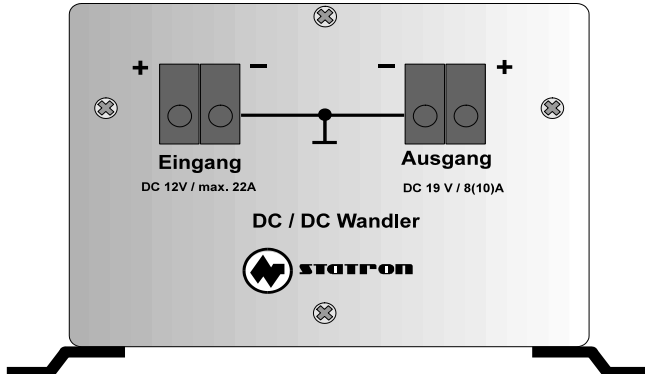 + − − +
Eingang Ausgang
DC 12V / max. 22A DC 19 V / 8(10)A
DC / DC Wandler
statron